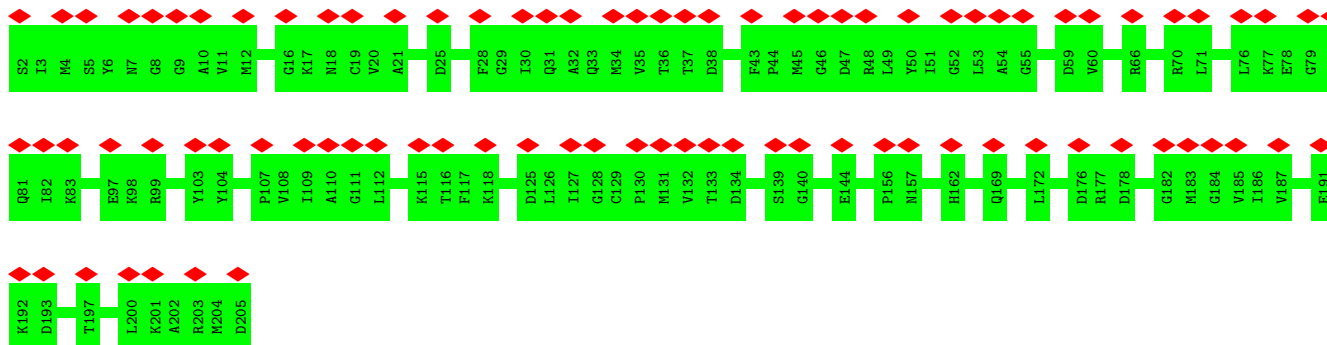 S2 I3 M4 S5 Y6 N7 G8 G9 A10 V11 M12 G16 K17 N18 C19 V20 A21 D25 F28 G29 I30 Q31 A32 Q33 M34 V35 T36 T37 D38 F43 P44 M45 G46 D47 R48 L49 Y50 I51 G52 L53 A54 G55 D59 V60 R66 R70 L71 L76 K77 E78 G79
Q81 I82 K83 E97 K98 R99 Y103 Y104 P107 V108 I109 A110 G111 L112 K115 T116 F117 K118 D125 L126 I127 G128 C129 P130 M131 V132 T133 D134 S139 G140 E144 P156 N157 H162 Q169 L172 D176 R177 D178 G182 M183 G184 V185 I186 V187 E191
K192 D193 T197 L200 K201 A202 R203 M204 D205